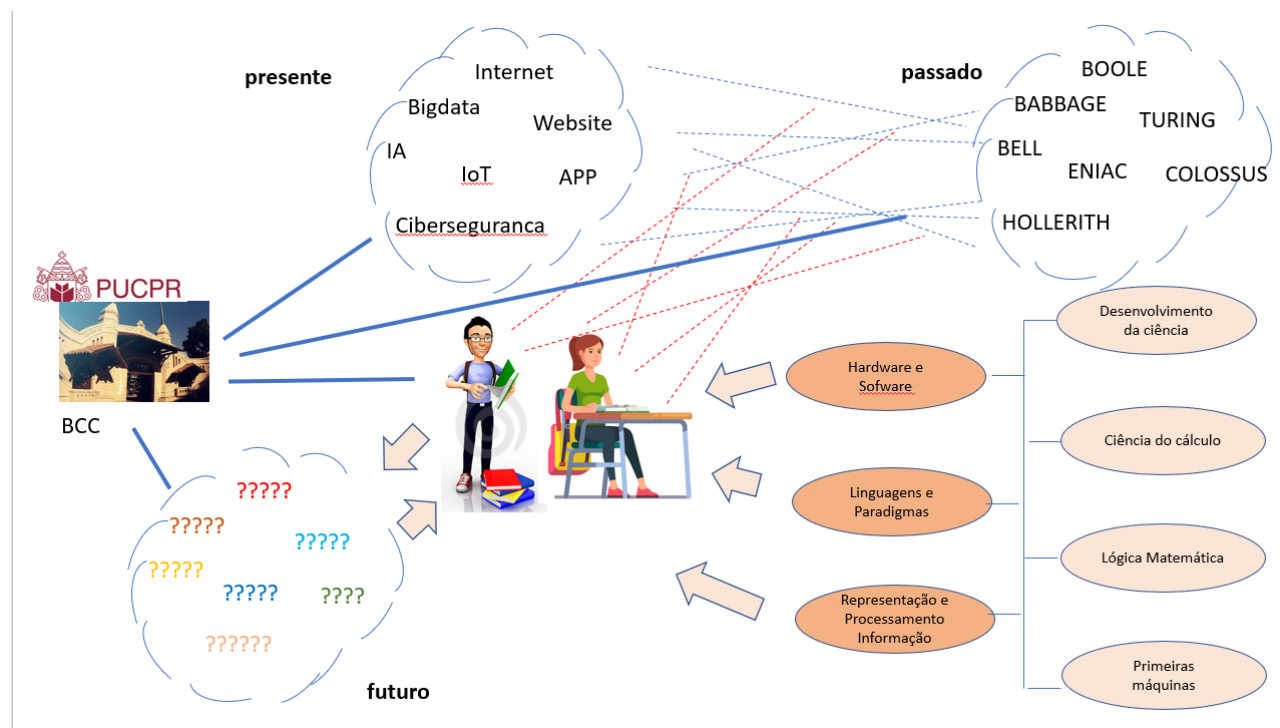 presente
Internet
Bigdata
Website
IA
IoT
APP
Ciberseguranca
passado
BOOLE
BABBAGE
TURING
BELL
ENIAC
COLOSSUS
HOLLERITH
PUCPR
BCC
Hardware e
Sofware
Linguagens e
Paradigmas
Representação e
Processamento
Informação
Desenvolvimento
da ciência
Ciência do cálculo
Lógica Matemática
Primeiras
máquinas
?????
?????
?????
?????
?????
????
??????
futuro